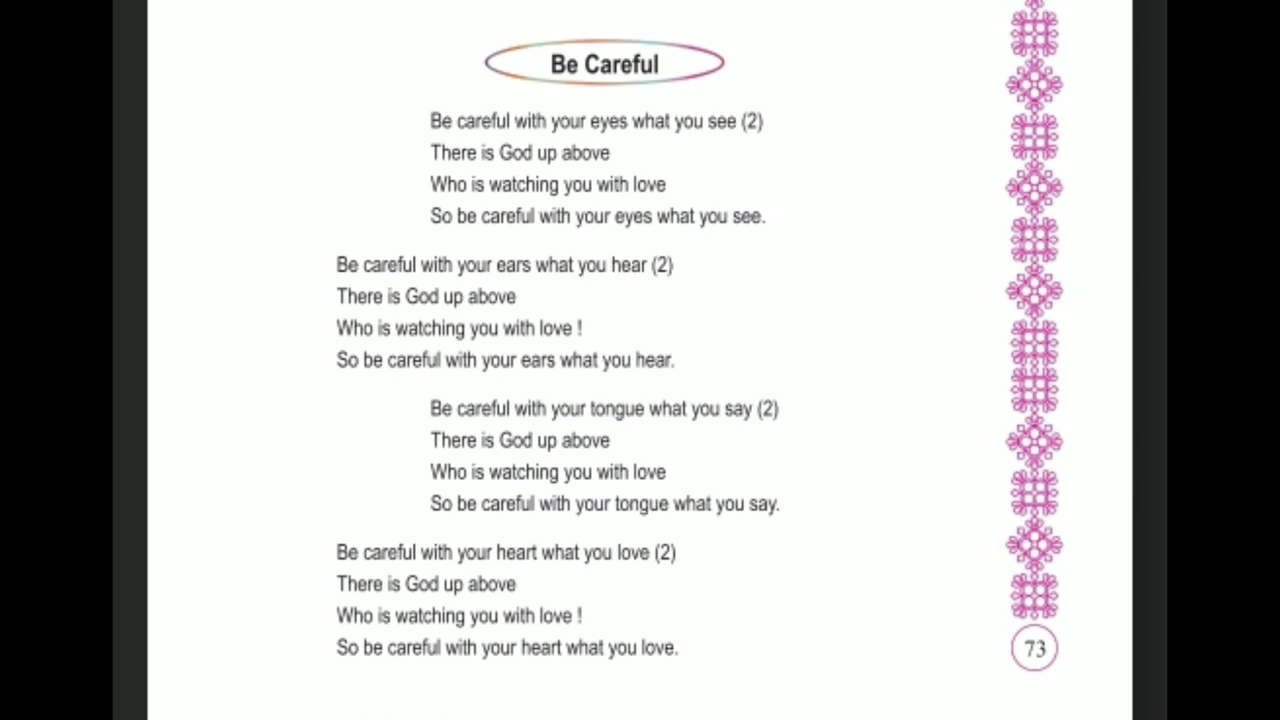 Be Careful
Be careful with your eyes what you see (2)
There is God up above
Who is watching you with love
So be careful with your eyes what you see.
Be careful with your ears what you hear (2)
There is God up above
Who is watching you with love !
So be careful with your ears what you hear.
Be careful with your tongue what you say (2)
There is God up above
Who is watching you with love
So be careful with your tongue what you say.
Be careful with your heart what you love (2)
There is God up above
Who is watching you with love !
So be careful with your heart what you love.
73